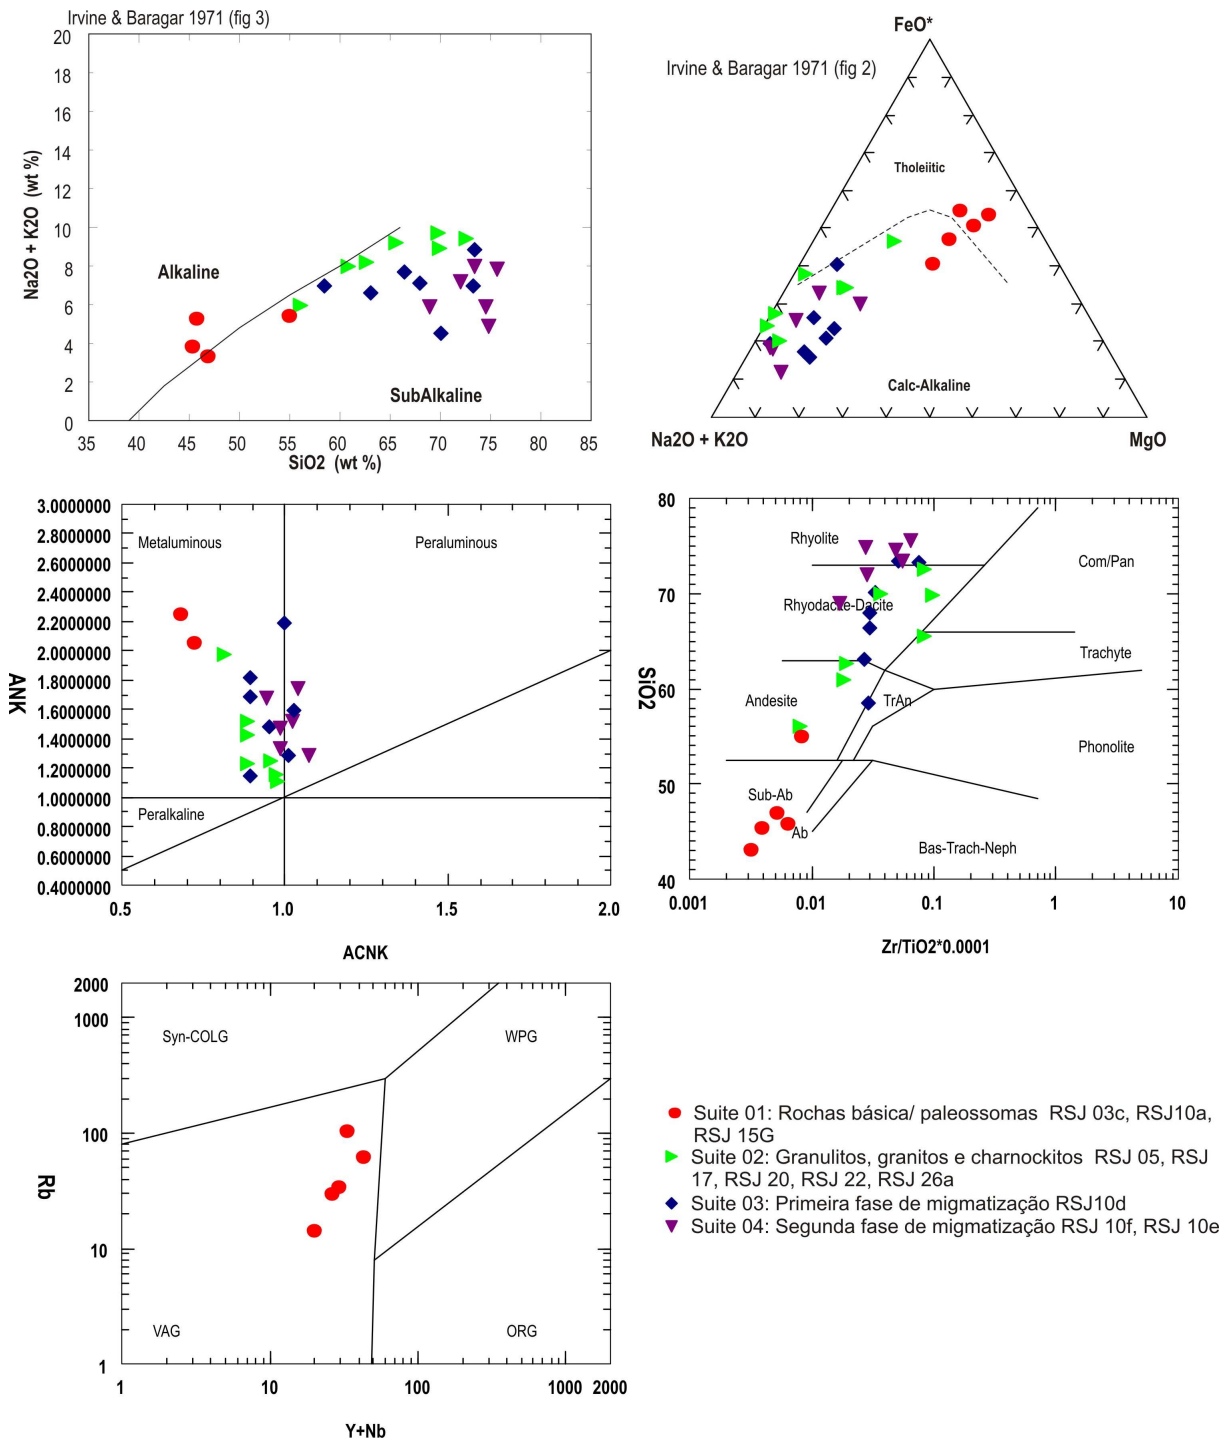 Irvine & Baragar 1971 (fig 3)
20
18
16
14
12
10
8
6
4
2
0
Na2O + K2O (wt %)
Alkaline
SubAlkaline
35 40 45 50 55 60 65 70 75 80 85
SiO2 (wt %)
FeO*
Irvine & Baragar 1971 (fig 2)
Tholeiitic
Calc-Alkaline
Na2O + K2O
MgO
3.0000000
2.8000000
2.6000000
2.4000000
2.2000000
2.0000000
1.8000000
1.6000000
1.4000000
1.2000000
1.0000000
0.8000000
0.6000000
0.4000000
ANK
Metaluminous
Peraluminous
Peralkaline
0.5 1.0 1.5 2.0
ACNK
80
70
60
50
40
SiO2
Rhyolite
Com/Pan
Rhyodacite-Dacite
Trachyte
Andesite
TrAn
Phonolite
Sub-Ab
Ab
Bas-Trach-Neph
0.001 0.01 0.1 1 10
Zr/TiO2*0.0001
2000
1000
100
10
1
Rb
Syn-COLG
WPG
VAG
ORG
1 10 100 1000 2000
Y+Nb
Suite 01: Rochas básica/ paleossomas RSJ 03c, RSJ10a,
RSJ 15G
Suite 02: Granulitos, granitos e charnockitos RSJ 05, RSJ
17, RSJ 20, RSJ 22, RSJ 26a
Suite 03: Primeira fase de migmatização RSJ10d
Suite 04: Segunda fase de migmatização RSJ 10f, RSJ 10e